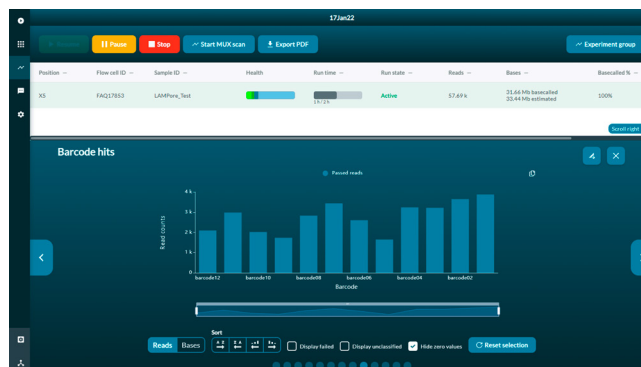 17Jan22
Pause Stop Start MUX scan Export PDF Experiment group
Position Flow cell ID Sample ID Health Run time Run state Reads Bases Basecalled %
X5 FAQ17853 LAMPore_Test 1 h / 2 h Active 57.69 k 31.66 Mb basecalled 100%
33.44 Mb estimated
Scroll right
Barcode hits
Passed reads
4 k
3 k
2 k
1 k
0
Read counts
barcode12 barcode10 barcode08 barcode06 barcode04 barcode02
Barcode
Sort
Reads Bases A Z Z A Display failed Display unclassified Hide zero values Reset selection